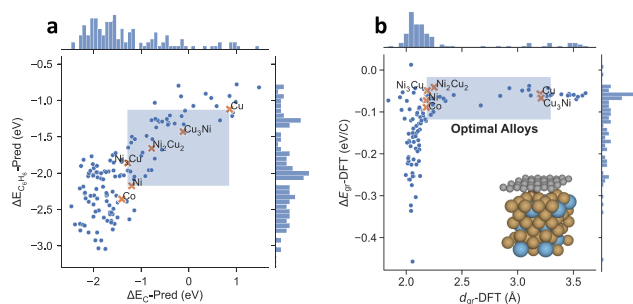 a
−0.5
−1.0
−1.5
−2.0
−2.5
−3.0
ΔE_C₆H₆-Pred (eV)
Cu
Cu₃Ni
Ni₂Cu₂
Ni₃Cu
Ni
Co
−2
−1
0
1
ΔE_C-Pred (eV)
b
0.0
−0.1
−0.2
−0.3
−0.4
ΔE_gr-DFT (eV/C)
Ni₃Cu
Ni₂Cu₂
Ni
Co
Cu
Cu₃Ni
Optimal Alloys
2.0
2.5
3.0
3.5
d_gr-DFT (Å)